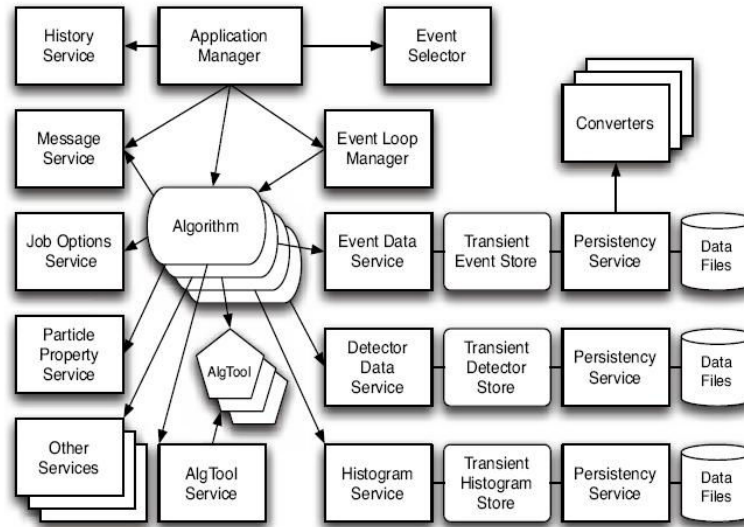 History
Service
Application
Manager
Event
Selector
Converters
Message
Service
Event Loop
Manager
Algorithm
Job Options
Service
Event Data
Service
Transient
Event Store
Persistency
Service
Data
Files
Particle
Property
Service
AlgTool
Detector
Data
Service
Transient
Detector
Store
Persistency
Service
Data
Files
Other
Services
AlgTool
Service
Histogram
Service
Transient
Histogram
Store
Persistency
Service
Data
Files